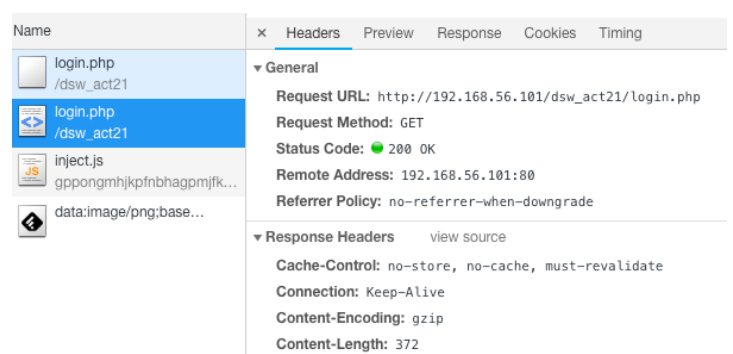 Name
login.php
/dsw_act21
login.php
/dsw_act21
inject.js
gppongmhjkpfnbhagpmjfk...
data:image/png;base...
× Headers Preview Response Cookies Timing
▼ General
Request URL: http://192.168.56.101/dsw_act21/login.php
Request Method: GET
Status Code: 200 OK
Remote Address: 192.168.56.101:80
Referrer Policy: no-referrer-when-downgrade
▼ Response Headers view source
Cache-Control: no-store, no-cache, must-revalidate
Connection: Keep-Alive
Content-Encoding: gzip
Content-Length: 372